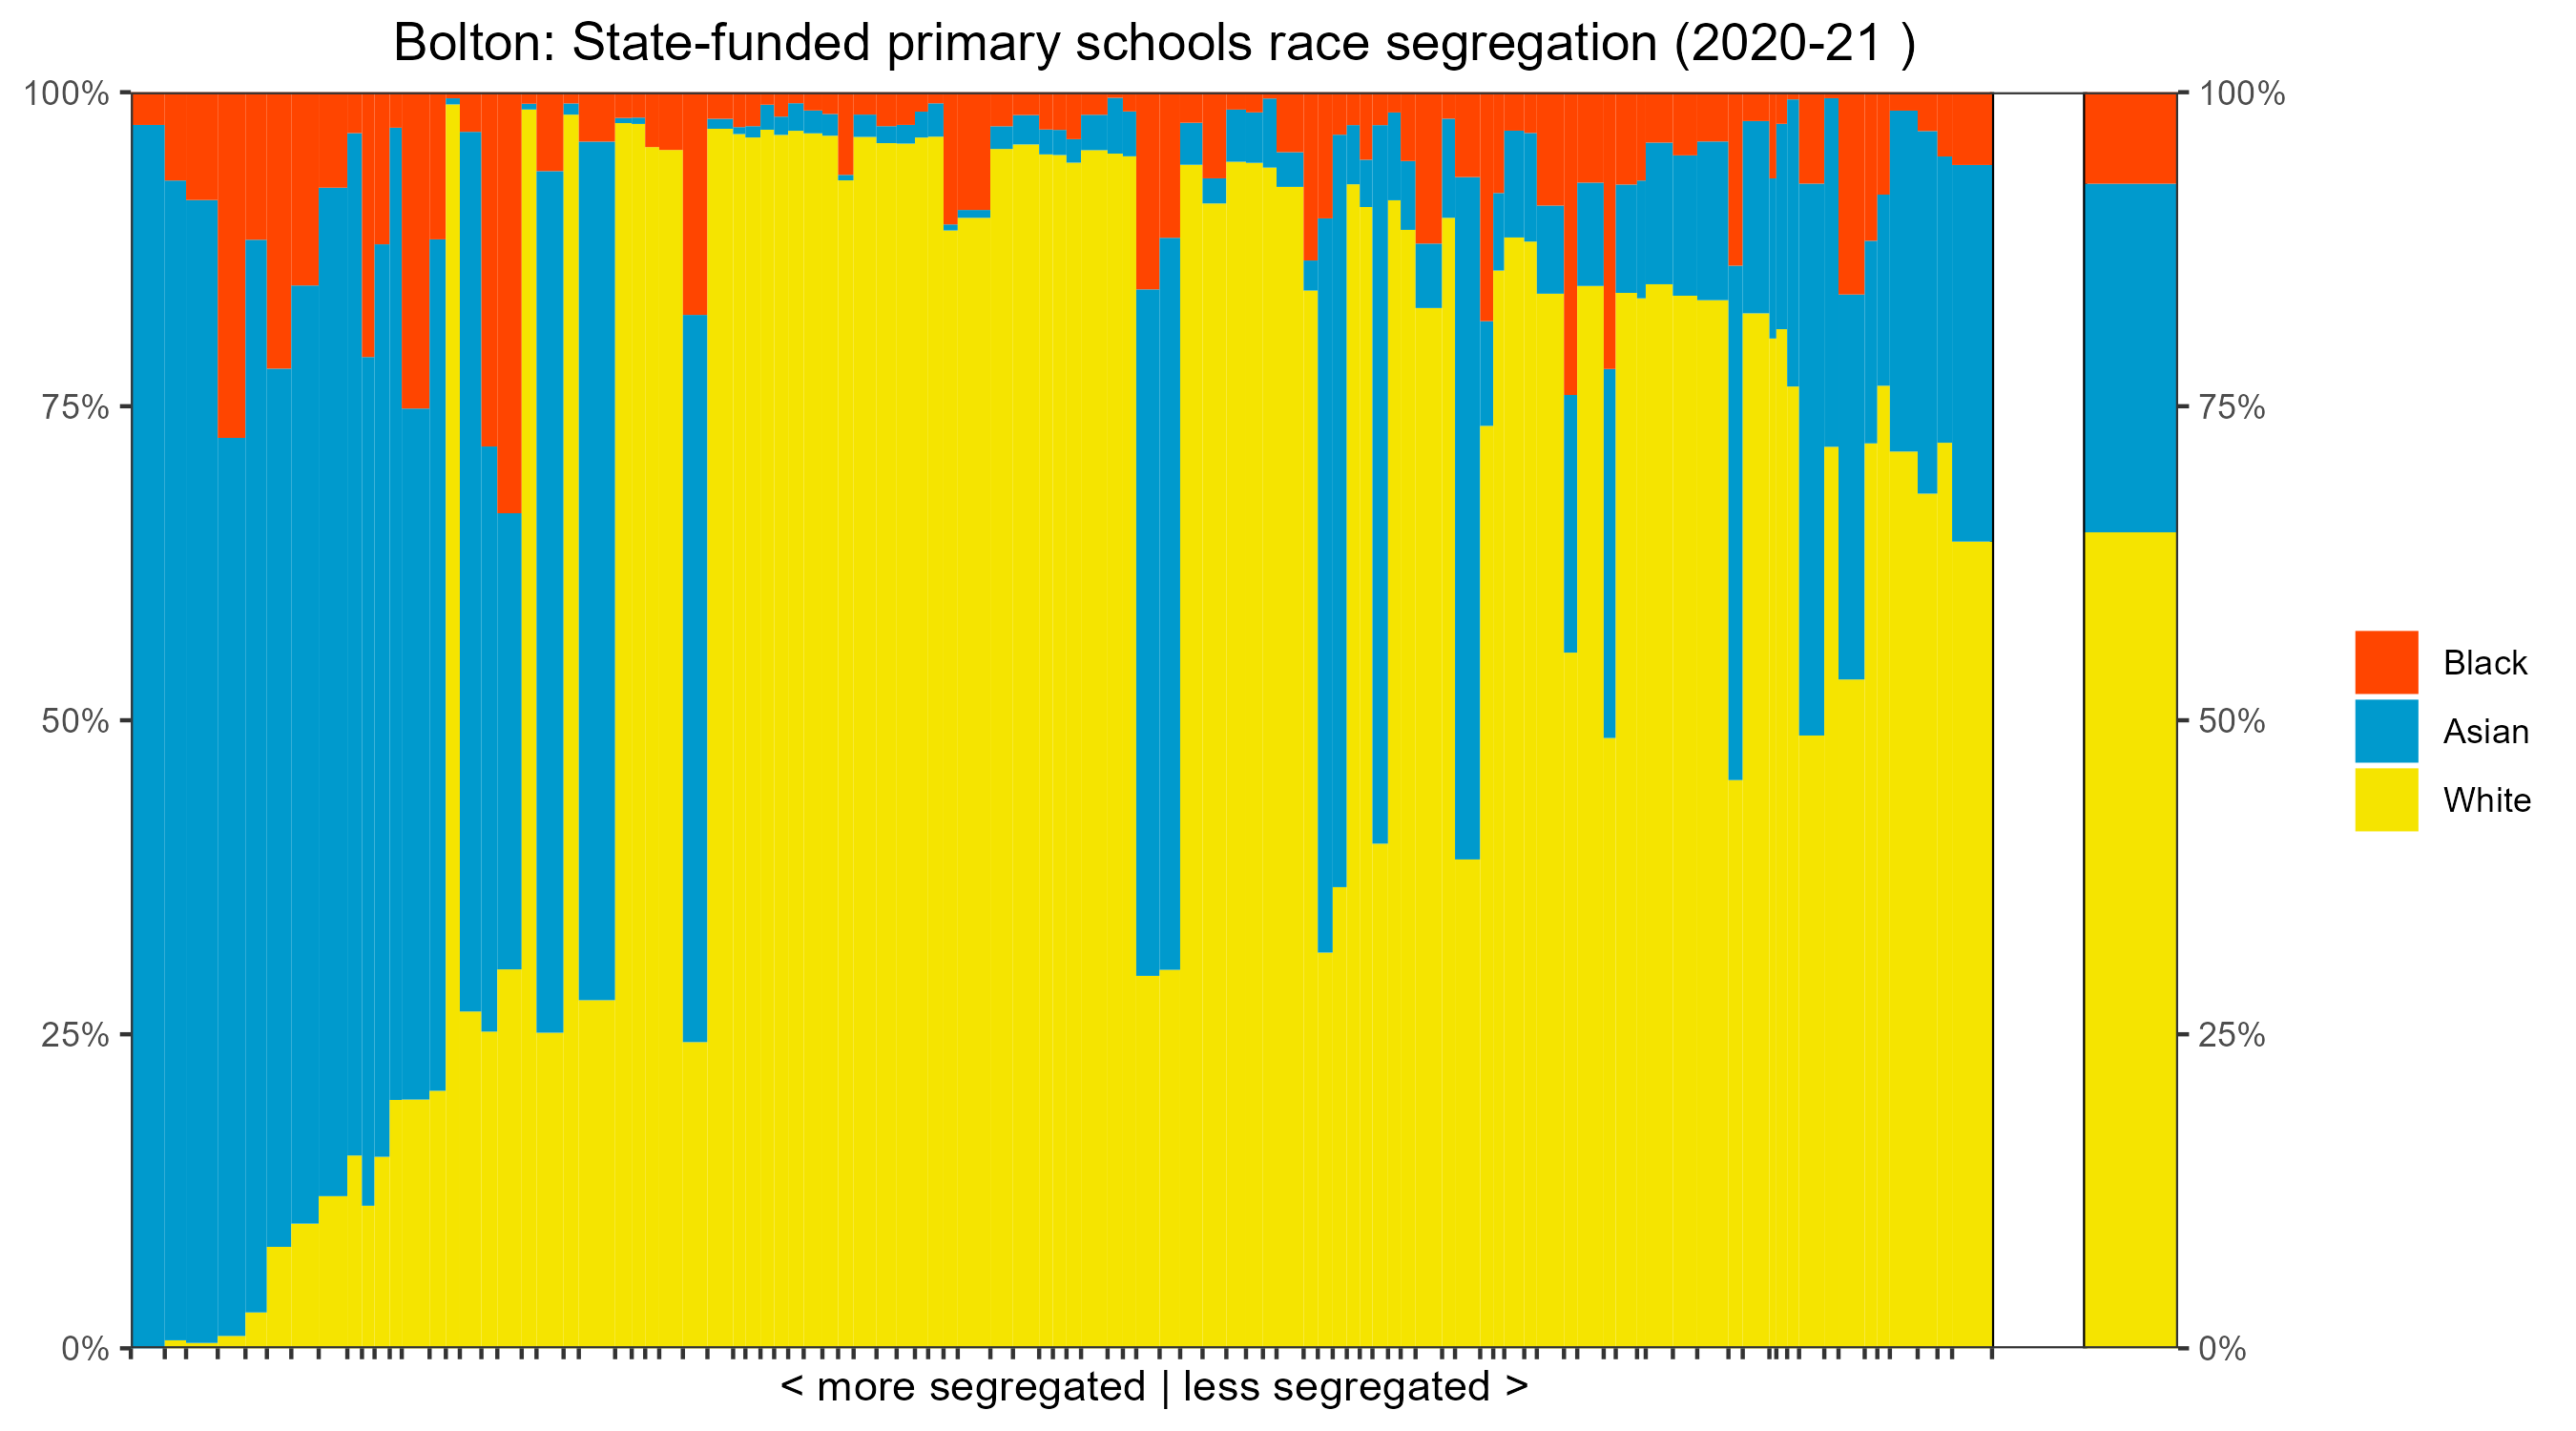 Bolton: State-funded primary schools race segregation (2020-21 )
100%
75%
50%
25%
0%
100%
75%
50%
25%
0%
Black
Asian
White
< more segregated | less segregated >